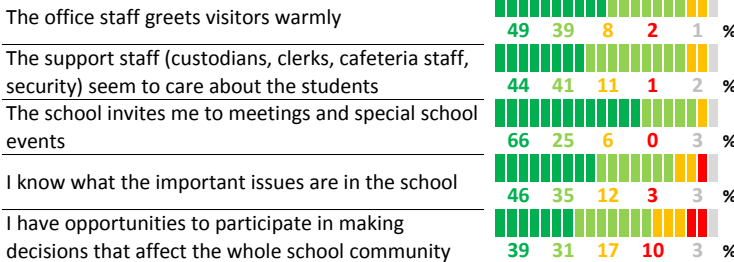 The office staff greets visitors warmly
49 39 8 2 1 %
The support staff (custodians, clerks, cafeteria staff,
security) seem to care about the students
44 41 11 1 2 %
The school invites me to meetings and special school
events
66 25 6 0 3 %
I know what the important issues are in the school
46 35 12 3 3 %
I have opportunities to participate in making
decisions that affect the whole school community
39 31 17 10 3 %